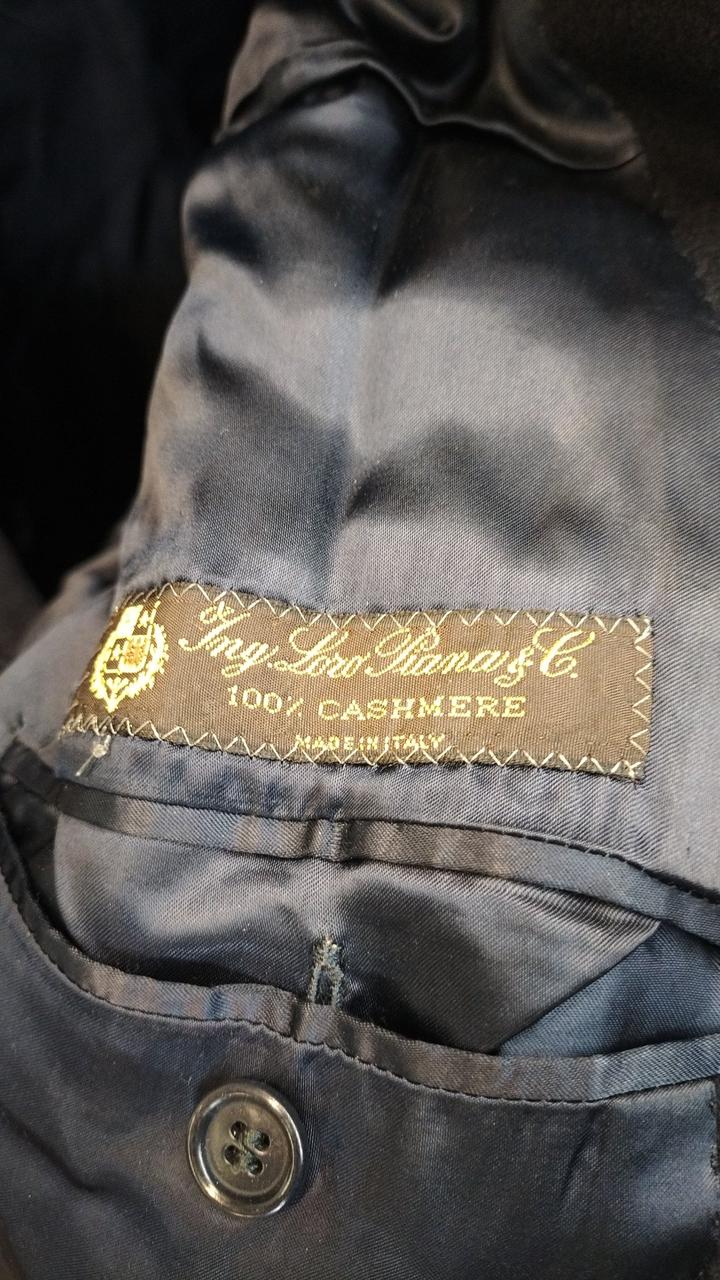 Ing. Loro Piana & C.
100% CASHMERE
MADE IN ITALY